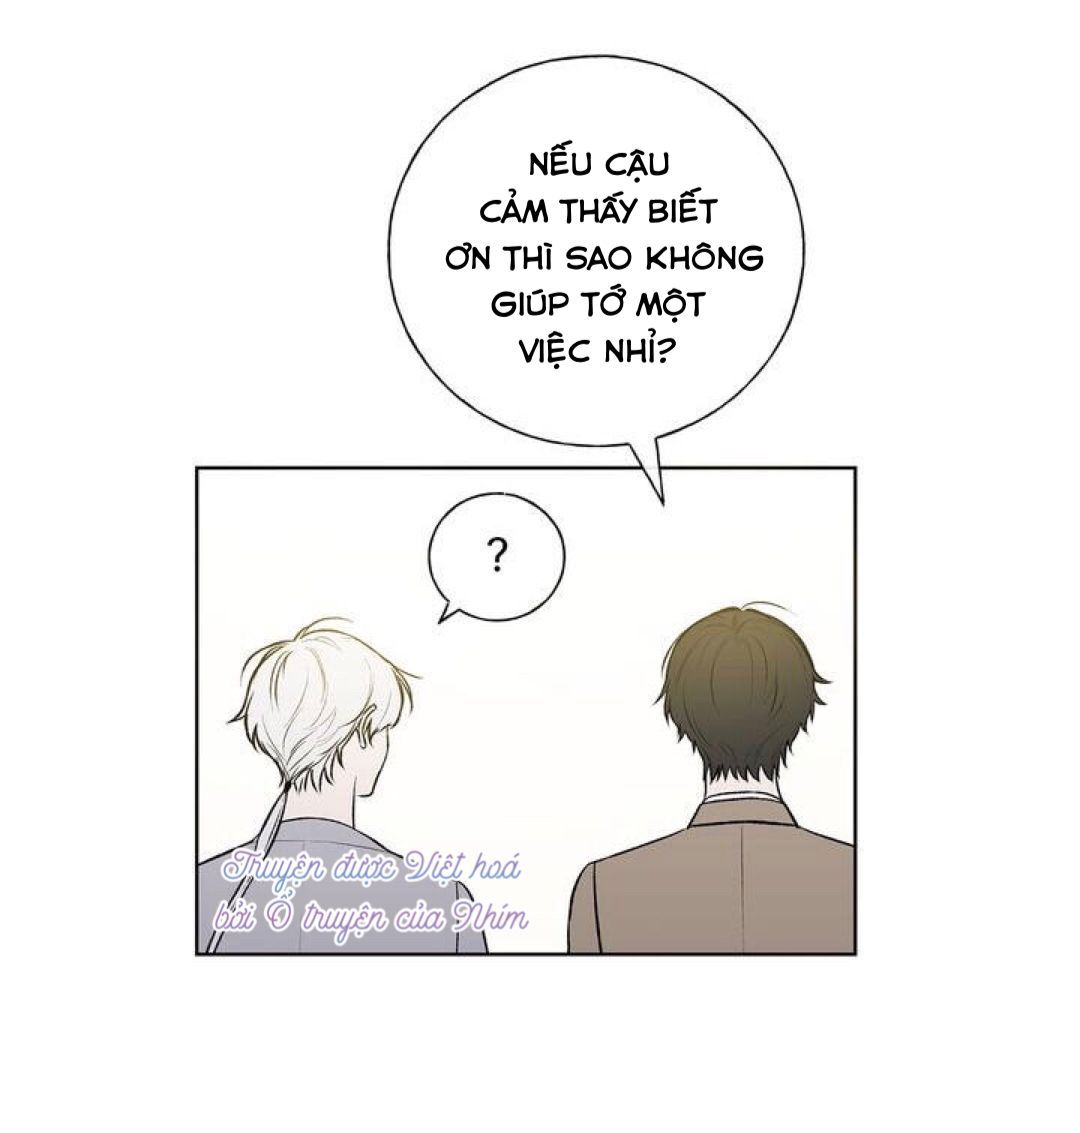 NẾU CẬU
CẢM THẤY BIẾT
ƠN THÌ SAO KHÔNG
GIÚP TỚ MỘT
VIỆC NHỈ?
?
Truyện được Việt hoá
bởi Ổ truyện của Nhím